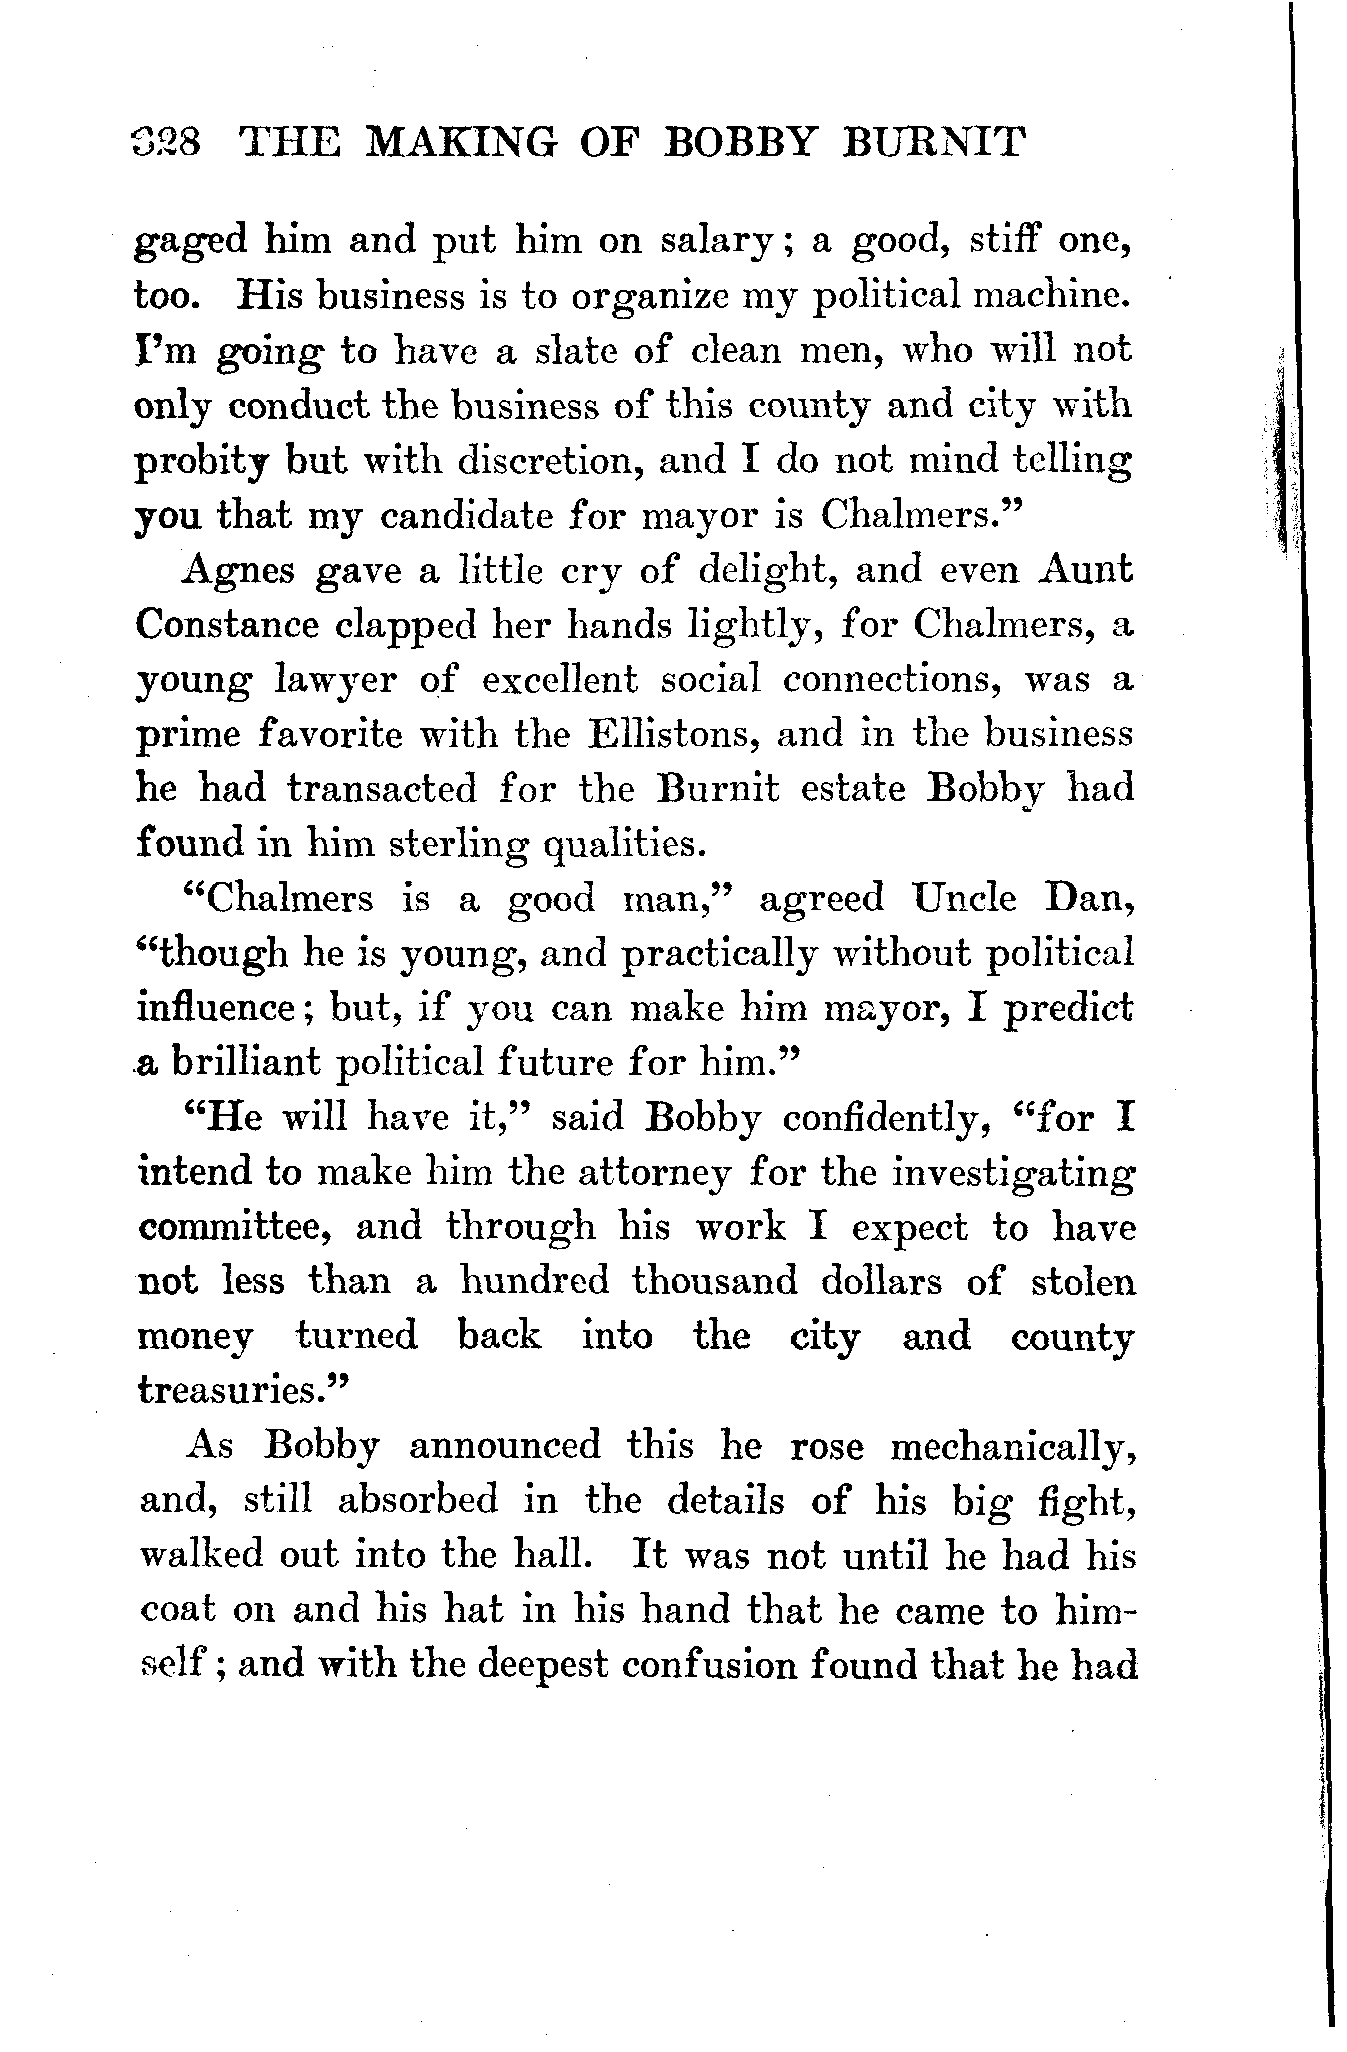 328 THE MAKING OF BOBBY BURNIT
gaged him and put him on salary; a good, stiff one,
too. His business is to organize my political machine.
I'm going to have a slate of clean men, who will not
only conduct the business of this county and city with
probity but with discretion, and I do not mind telling
you that my candidate for mayor is Chalmers."
Agnes gave a little cry of delight, and even Aunt
Constance clapped her hands lightly, for Chalmers, a
young lawyer of excellent social connections, was a
prime favorite with the Ellistons, and in the business
he had transacted for the Burnit estate Bobby had
found in him sterling qualities.
"Chalmers is a good man," agreed Uncle Dan,
"though he is young, and practically without political
influence; but, if you can make him mayor, I predict
a brilliant political future for him."
"He will have it," said Bobby confidently, "for I
intend to make him the attorney for the investigating
committee, and through his work I expect to have
not less than a hundred thousand dollars of stolen
money turned back into the city and county
treasuries."
As Bobby announced this he rose mechanically,
and, still absorbed in the details of his big fight,
walked out into the hall. It was not until he had his
coat on and his hat in his hand that he came to him-
self; and with the deepest confusion found that he had